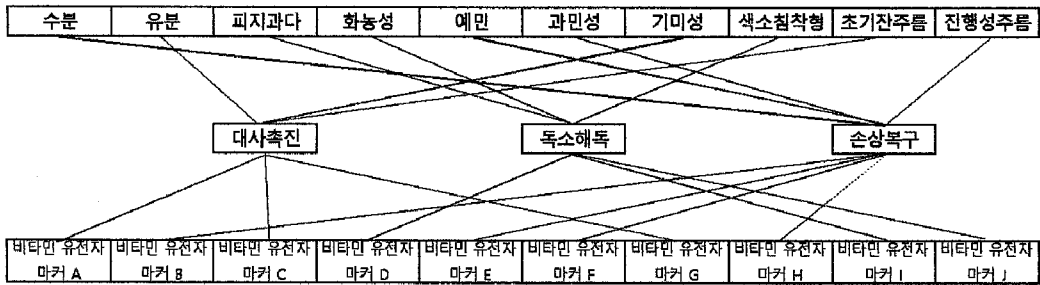 수분 유분 피지과다 화농성 예민 과민성 기미성 색소침착형 초기잔주름 진행성주름
대사촉진 독소해독 손상복구
비타민 유전자 비타민 유전자 비타민 유전자 비타민 유전자 비타민 유전자 비타민 유전자 비타민 유전자 비타민 유전자 비타민 유전자 비타민 유전자
마커 A 마커 B 마커 C 마커 D 마커 E 마커 F 마커 G 마커 H 마커 I 마커 J